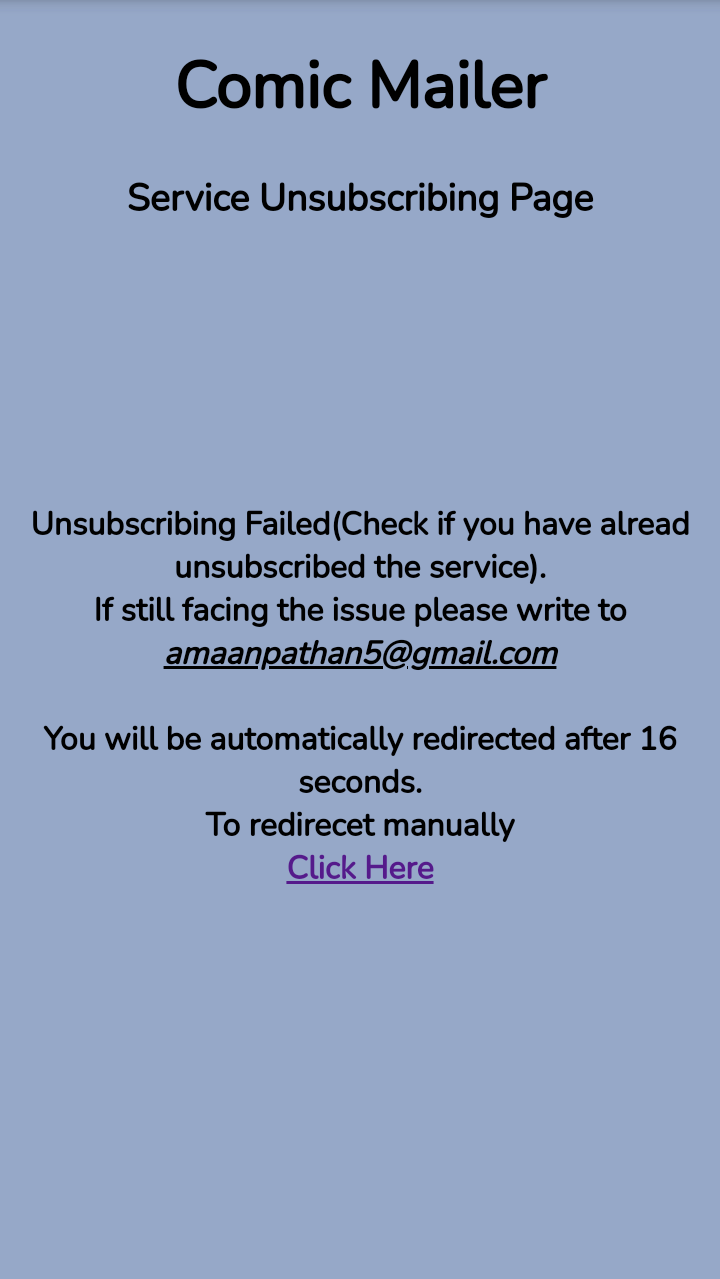 Comic Mailer
Service Unsubscribing Page
Unsubscribing Failed(Check if you have alread
unsubscribed the service).
If still facing the issue please write to
amaanpathan5@gmail.com
You will be automatically redirected after 16
seconds.
To redirecet manually
Click Here